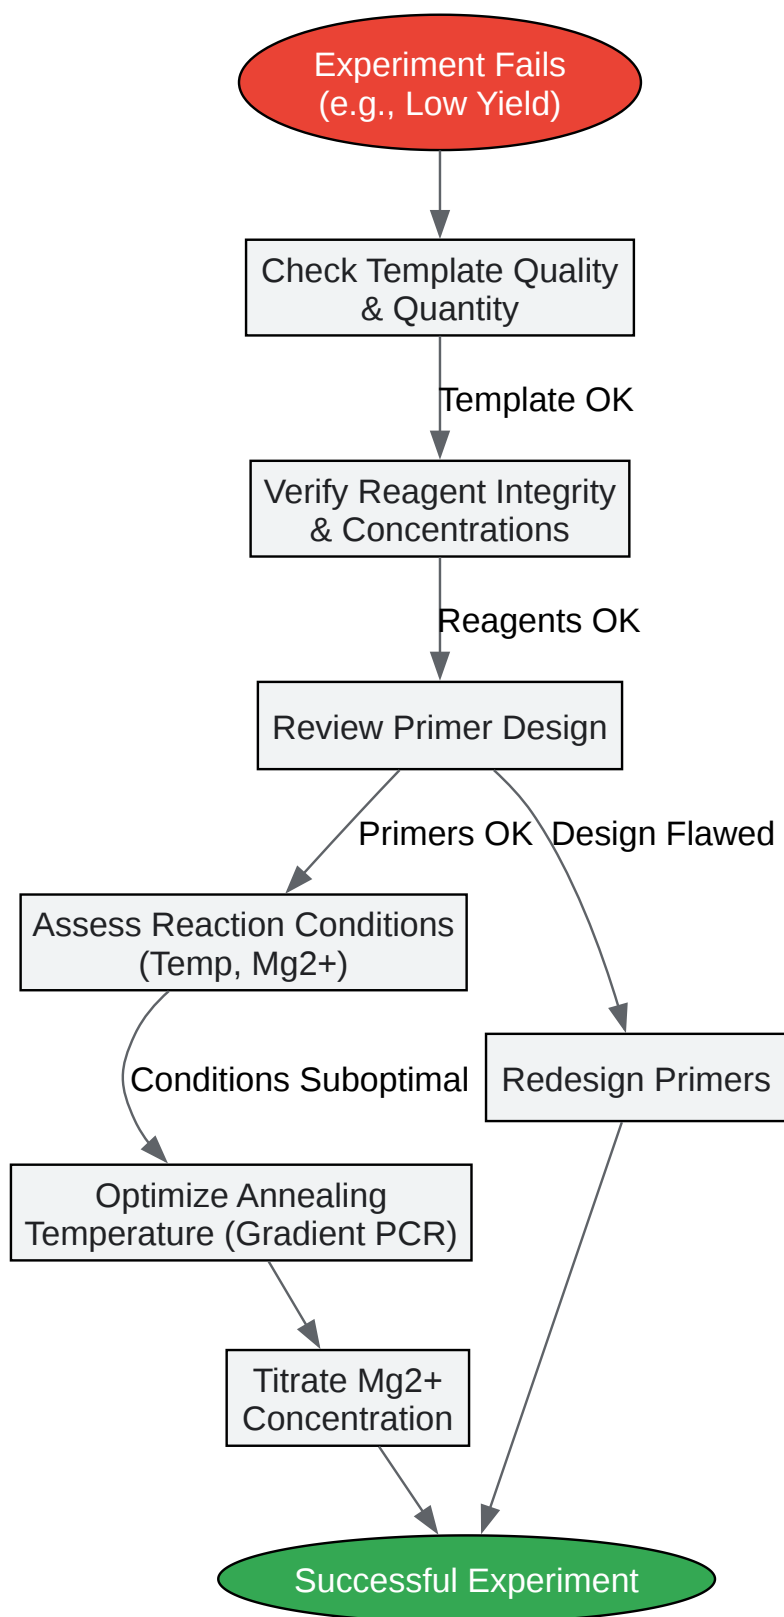 Experiment Fails
(e.g., Low Yield)
Check Template Quality
& Quantity
Template OK
Verify Reagent Integrity
& Concentrations
Reagents OK
Review Primer Design
Primers OK
Design Flawed
Assess Reaction Conditions
(Temp, Mg2+)
Conditions Suboptimal
Redesign Primers
Optimize Annealing
Temperature (Gradient PCR)
Titrate Mg2+
Concentration
Successful Experiment